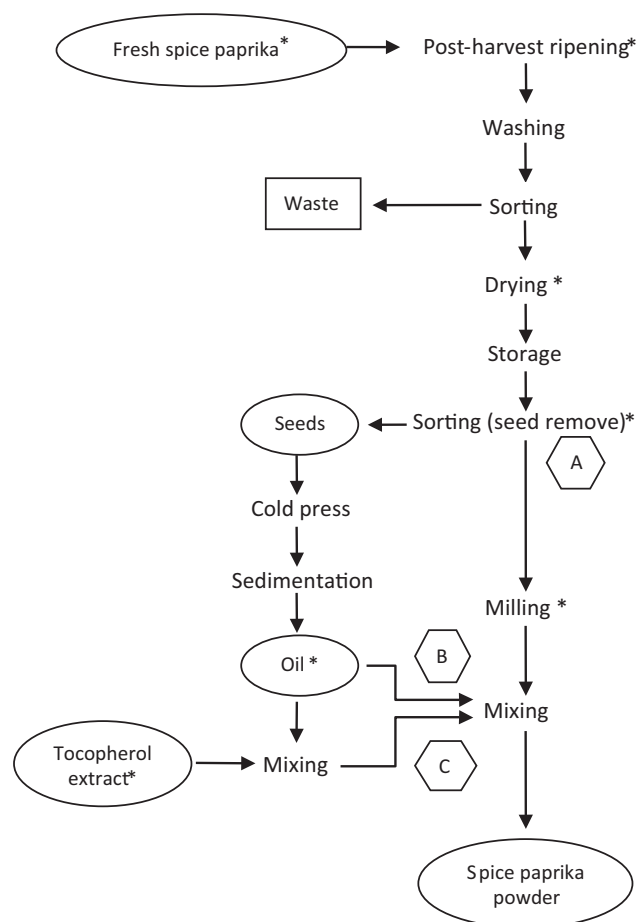 Fresh spice paprika*
Post-harvest ripening*
Washing
Waste
Sorting
Drying *
Storage
Seeds
Sorting (seed remove)*
A
Cold press
Sedimentation
Milling *
Oil *
B
Mixing
Tocopherol
extract*
Mixing
C
Spice paprika
powder